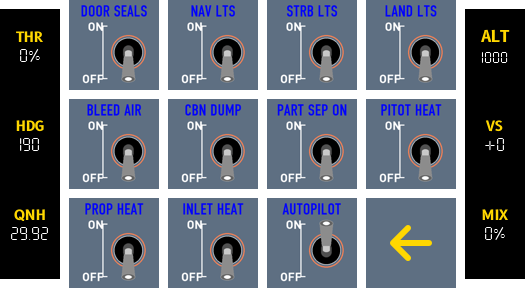 THR
0%
HDG
190
QNH
29.92
DOOR SEALS
ON
OFF
NAV LTS
ON
OFF
STRB LTS
ON
OFF
LAND LTS
ON
OFF
BLEED AIR
ON
OFF
CBN DUMP
ON
OFF
PART SEP ON
ON
OFF
PITOT HEAT
ON
OFF
PROP HEAT
ON
OFF
INLET HEAT
ON
OFF
AUTOPILOT
ON
OFF
ALT
1000
VS
+0
MIX
0%